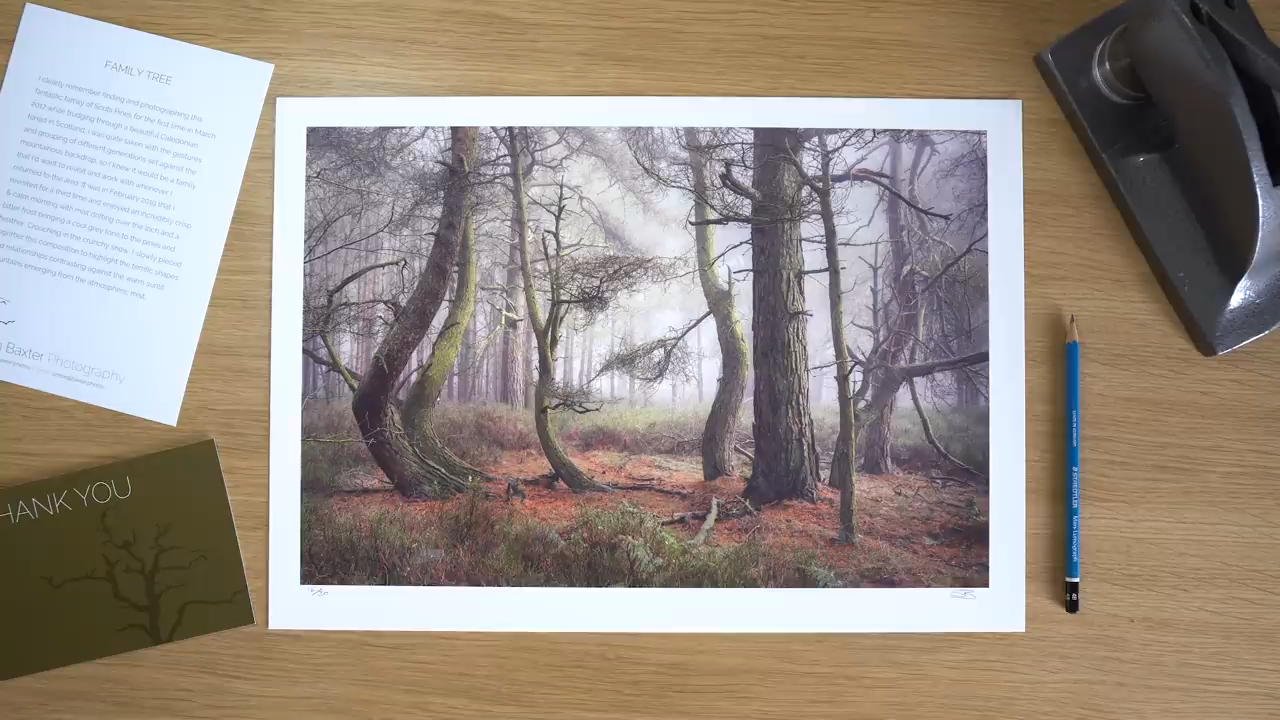 FAMILY TREE
I clearly remember finding and photographing this
fantastic family of Scots Pines for the first time in March
2017 while trudging through a beautiful Caledonian
forest in Scotland. I was quite taken with the gestures
and grouping of different generations set against the
mountainous backdrop, so I knew it would be a family
that I'd want to revisit and work with whenever I
returned to the area. It was in February 2019 that I
revisited for a third time and enjoyed an incredibly crisp
& calm morning with mist drifting over the loch and a
bitter frost bringing a cool grey tone to the pines and
heather. Crouching in the crunchy snow, I slowly pieced
together this composition to highlight the terrific shapes
and relationships contrasting against the warm sunlit
mountains emerging from the atmospheric mist.
Baxter Photography
HANK YOU
STAEDTLER
Mars Lumograph